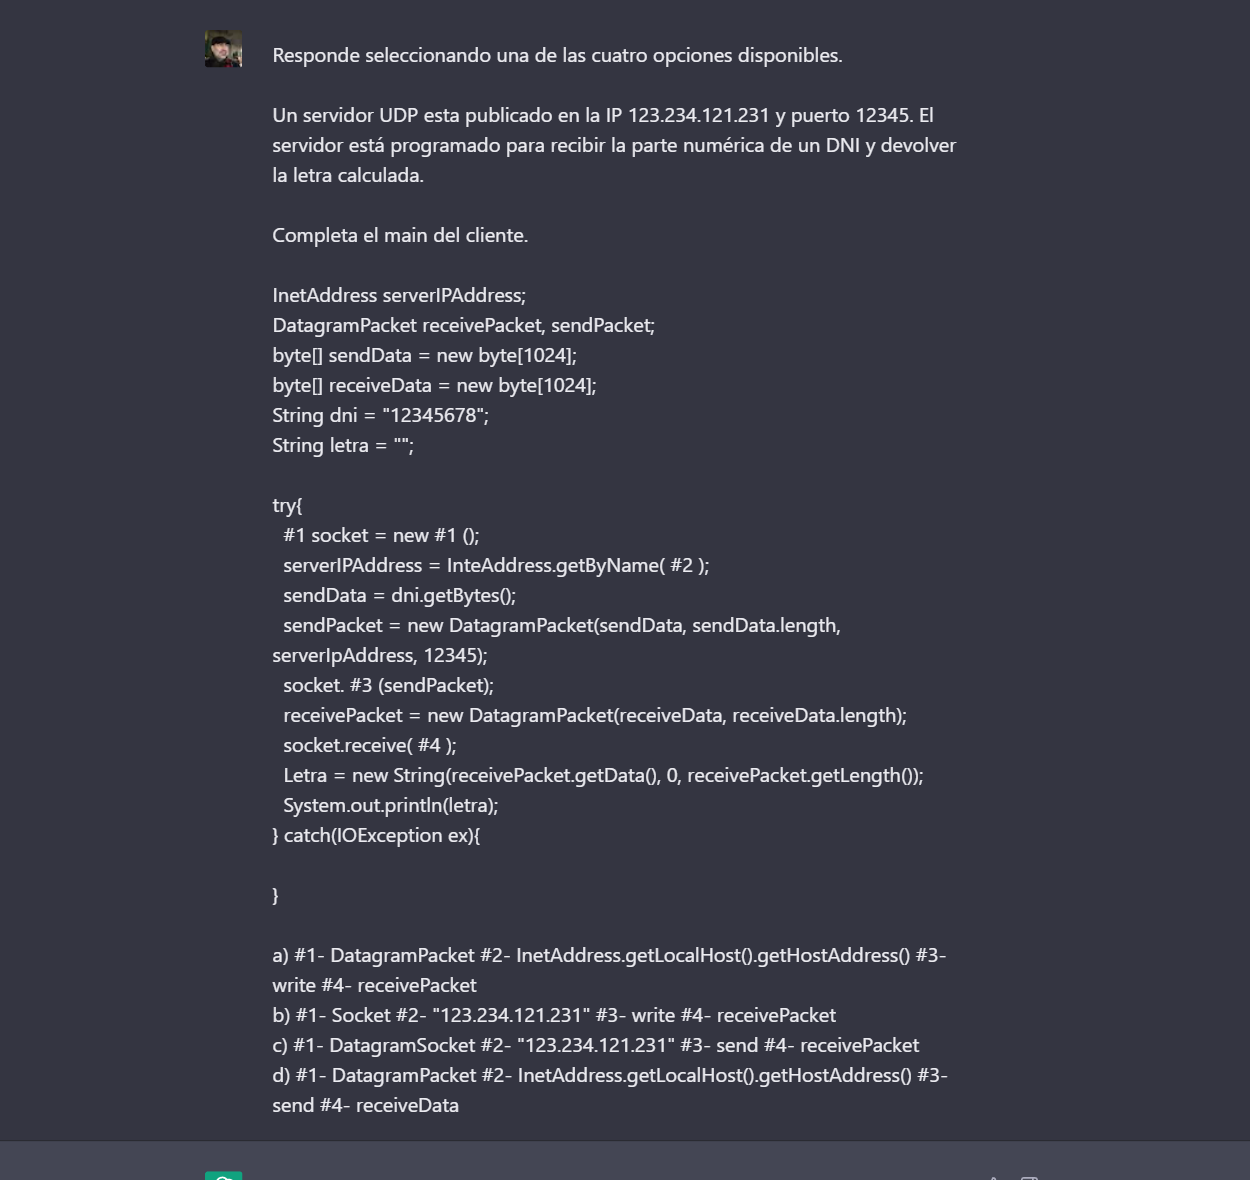 Responde seleccionando una de las cuatro opciones disponibles.
Un servidor UDP esta publicado en la IP 123.234.121.231 y puerto 12345. El
servidor está programado para recibir la parte numérica de un DNI y devolver
la letra calculada.
Completa el main del cliente.
InetAddress serverIPAddress;
DatagramPacket receivePacket, sendPacket;
byte[] sendData = new byte[1024];
byte[] receiveData = new byte[1024];
String dni = "12345678";
String letra = "";
try{
#1 socket = new #1 ();
serverIPAddress = InteAddress.getByName( #2 );
sendData = dni.getBytes();
sendPacket = new DatagramPacket(sendData, sendData.length,
serverIpAddress, 12345);
socket. #3 (sendPacket);
receivePacket = new DatagramPacket(receiveData, receiveData.length);
socket.receive( #4 );
Letra = new String(receivePacket.getData(), 0, receivePacket.getLength());
System.out.println(letra);
} catch(IOException ex){
}
a) #1- DatagramPacket #2- InetAddress.getLocalHost().getHostAddress() #3-
write #4- receivePacket
b) #1- Socket #2- "123.234.121.231" #3- write #4- receivePacket
c) #1- DatagramSocket #2- "123.234.121.231" #3- send #4- receivePacket
d) #1- DatagramPacket #2- InetAddress.getLocalHost().getHostAddress() #3-
send #4- receiveData